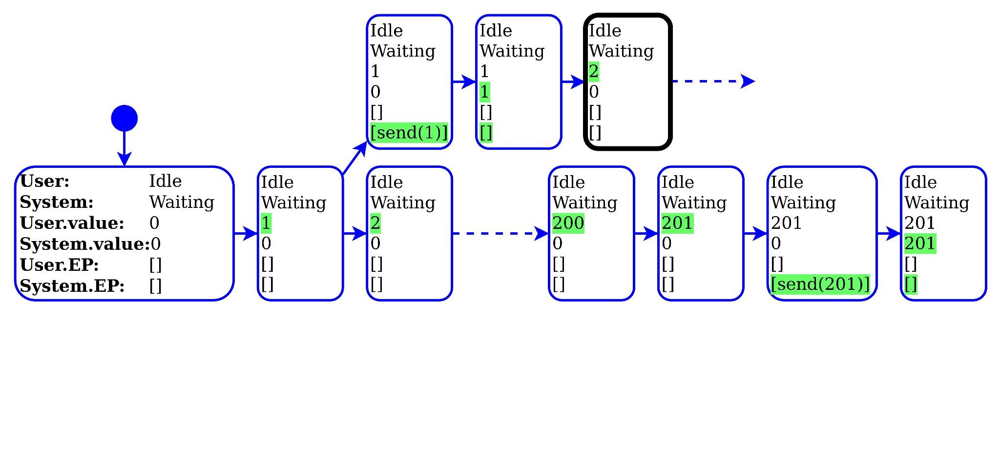 Idle
Waiting
1
0
[]
[send(1)]
Idle
Waiting
1
1
[]
[]
Idle
Waiting
2
0
[]
[]
User: Idle
System: Waiting
User.value: 0
System.value:0
User.EP: []
System.EP: []
Idle
Waiting
1
0
[]
[]
Idle
Waiting
2
0
[]
[]
Idle
Waiting
200
0
[]
[]
Idle
Waiting
201
0
[]
[]
Idle
Waiting
201
0
[]
[send(201)]
Idle
Waiting
201
201
[]
[]